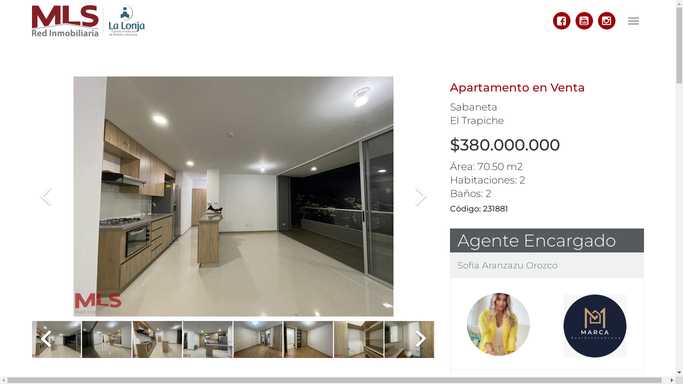 MLS
Red Inmobiliaria
La Lonja
Apartamento en Venta
Sabaneta
El Trapiche
$380.000.000
Área: 70.50 m2
Habitaciones: 2
Baños: 2
Código: 231881
MLS
Agente Encargado
Sofia Aranzazu Orozco
MARCA